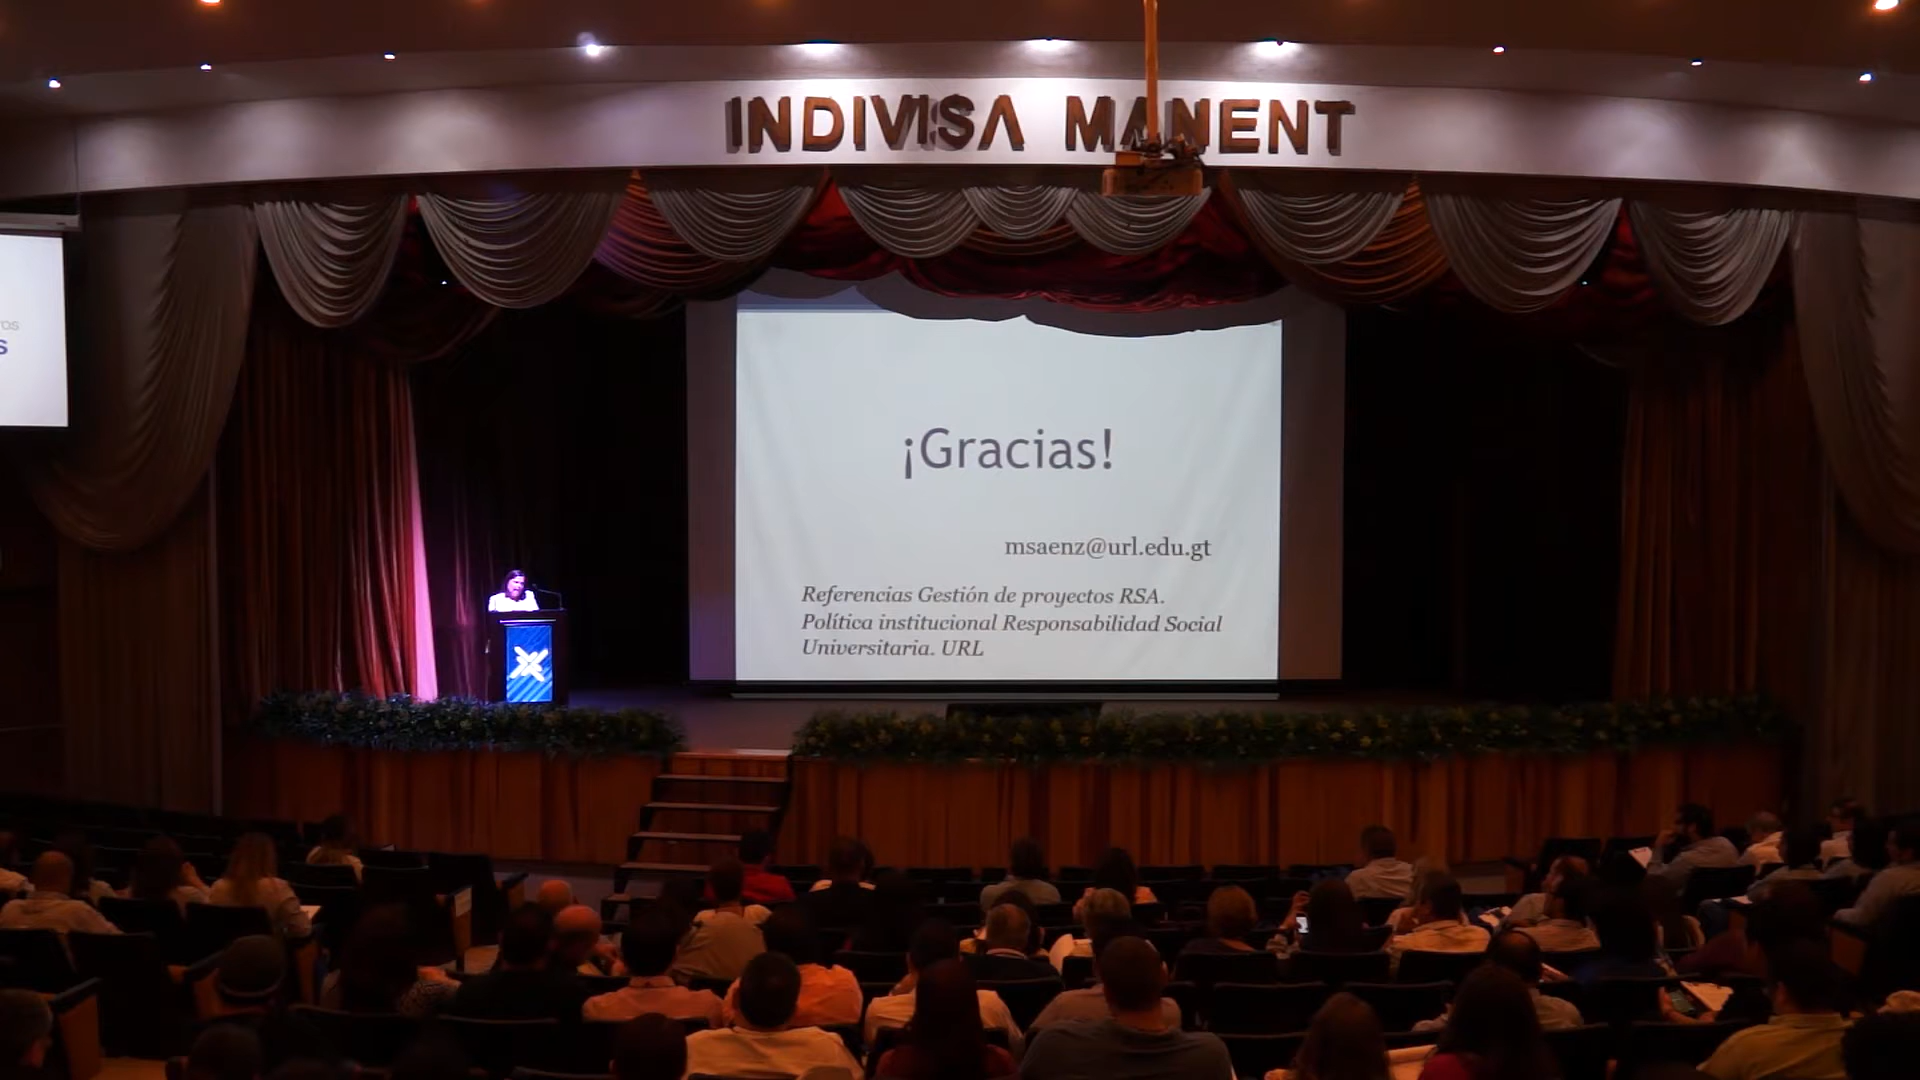 INDIVISA MANENT
¡Gracias!
msaenz@url.edu.gt
Referencias Gestión de proyectos RSA.
Política institucional Responsabilidad Social
Universitaria. URL